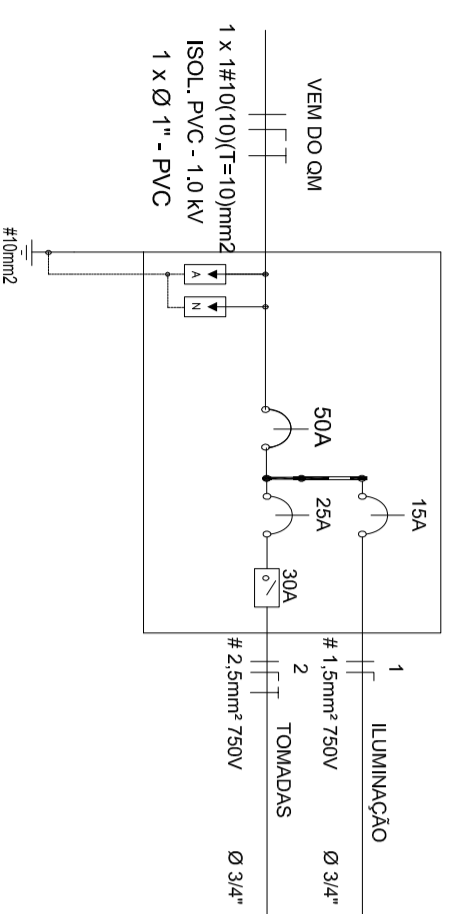 VEM DO QM
1 x 1#10(10)(T=10)mm2
ISOL. PVC - 1.0 kV
1 x Ø 1" - PVC
#10mm2
A
N
50A
15A
25A
30A
1
ILUMINAÇÃO
# 1,5mm² 750V
Ø 3/4"
2
TOMADAS
# 2,5mm² 750V
Ø 3/4"